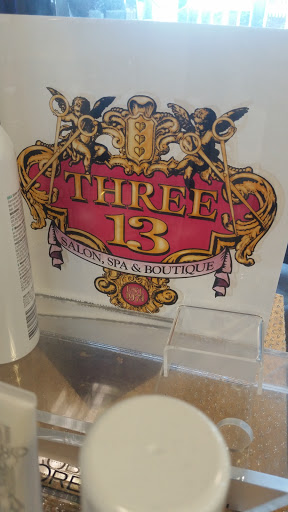 THREE
13
SALON, SPA & BOUTIQUE